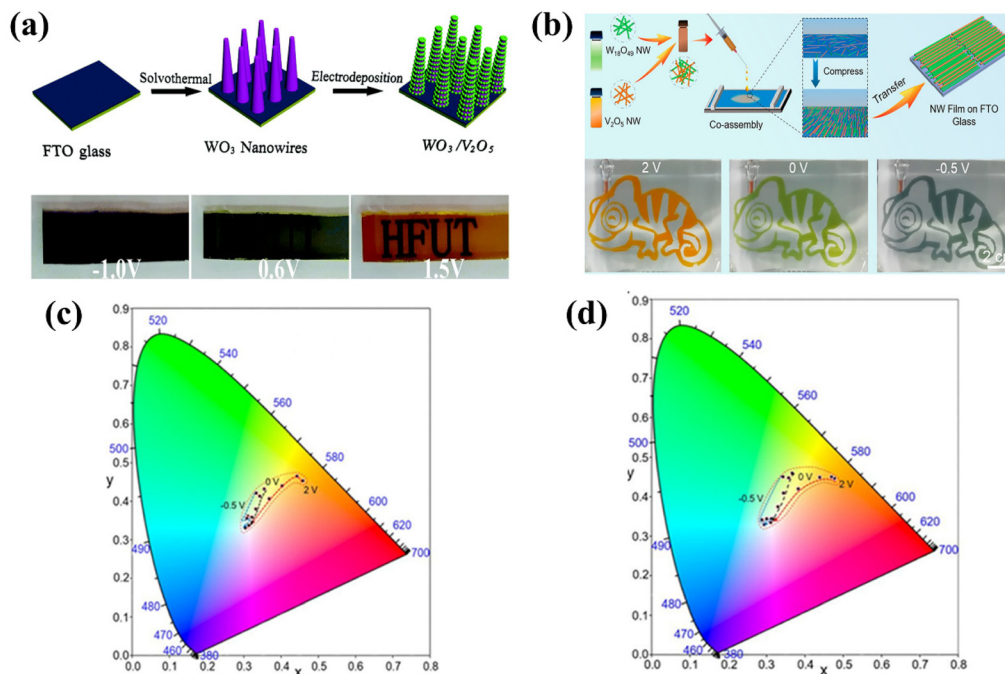 (a)
Solvothermal
Electrodeposition
FTO glass
WO₃ Nanowires
WO₃ /V₂O₅
-1.0V
0.6V
HFUT
1.5V
(b)
W₁₈O₄₉ NW
V₂O₅ NW
Co-assembly
Compress
Transfer
NW Film on FTO
Glass
2 V
0 V
-0.5 V
(c)
0.9
0.8
0.7
0.6
0.5
y
0.4
0.3
0.2
0.1
0.0
0.0
0.1
0.2
0.3
0.4
0.5
0.6
0.7
0.8
x
520
540
560
580
600
620
700
500
490
480
470
460
380
-0.5 V
0 V
2 V
(d)
0.9
0.8
0.7
0.6
0.5
y
0.4
0.3
0.2
0.1
0.0
0.0
0.1
0.2
0.3
0.4
0.5
0.6
0.7
0.8
x
520
540
560
580
600
620
700
500
490
480
470
460
380
-0.5 V
0 V
2 V